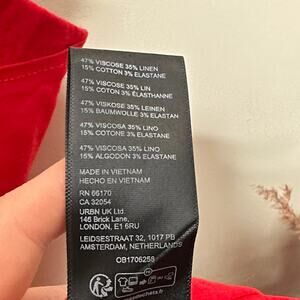 47% VISCOSE 35% LINEN
15% COTTON 3% ELASTANE
47% VISCOSE 35% LIN
15% COTON 3% ÉLASTHANNE
47% VISKOSE 35% LEINEN
15% BAUMWOLLE 3% ELASTAN
47% VISCOSA 35% LINO
15% COTONE 3% ELASTAN
47% VISCOSA 35% LINO
15% ALGODON 3% ELASTANE
MADE IN VIETNAM
HECHO EN VIETNAM
RN 66170
CA 32054
URBN UK Ltd.
146 Brick Lane,
LONDON, E1 6RU
LEIDSESTRAAT 32, 1017 PB
AMSTERDAM, NETHERLANDS
OB1706258